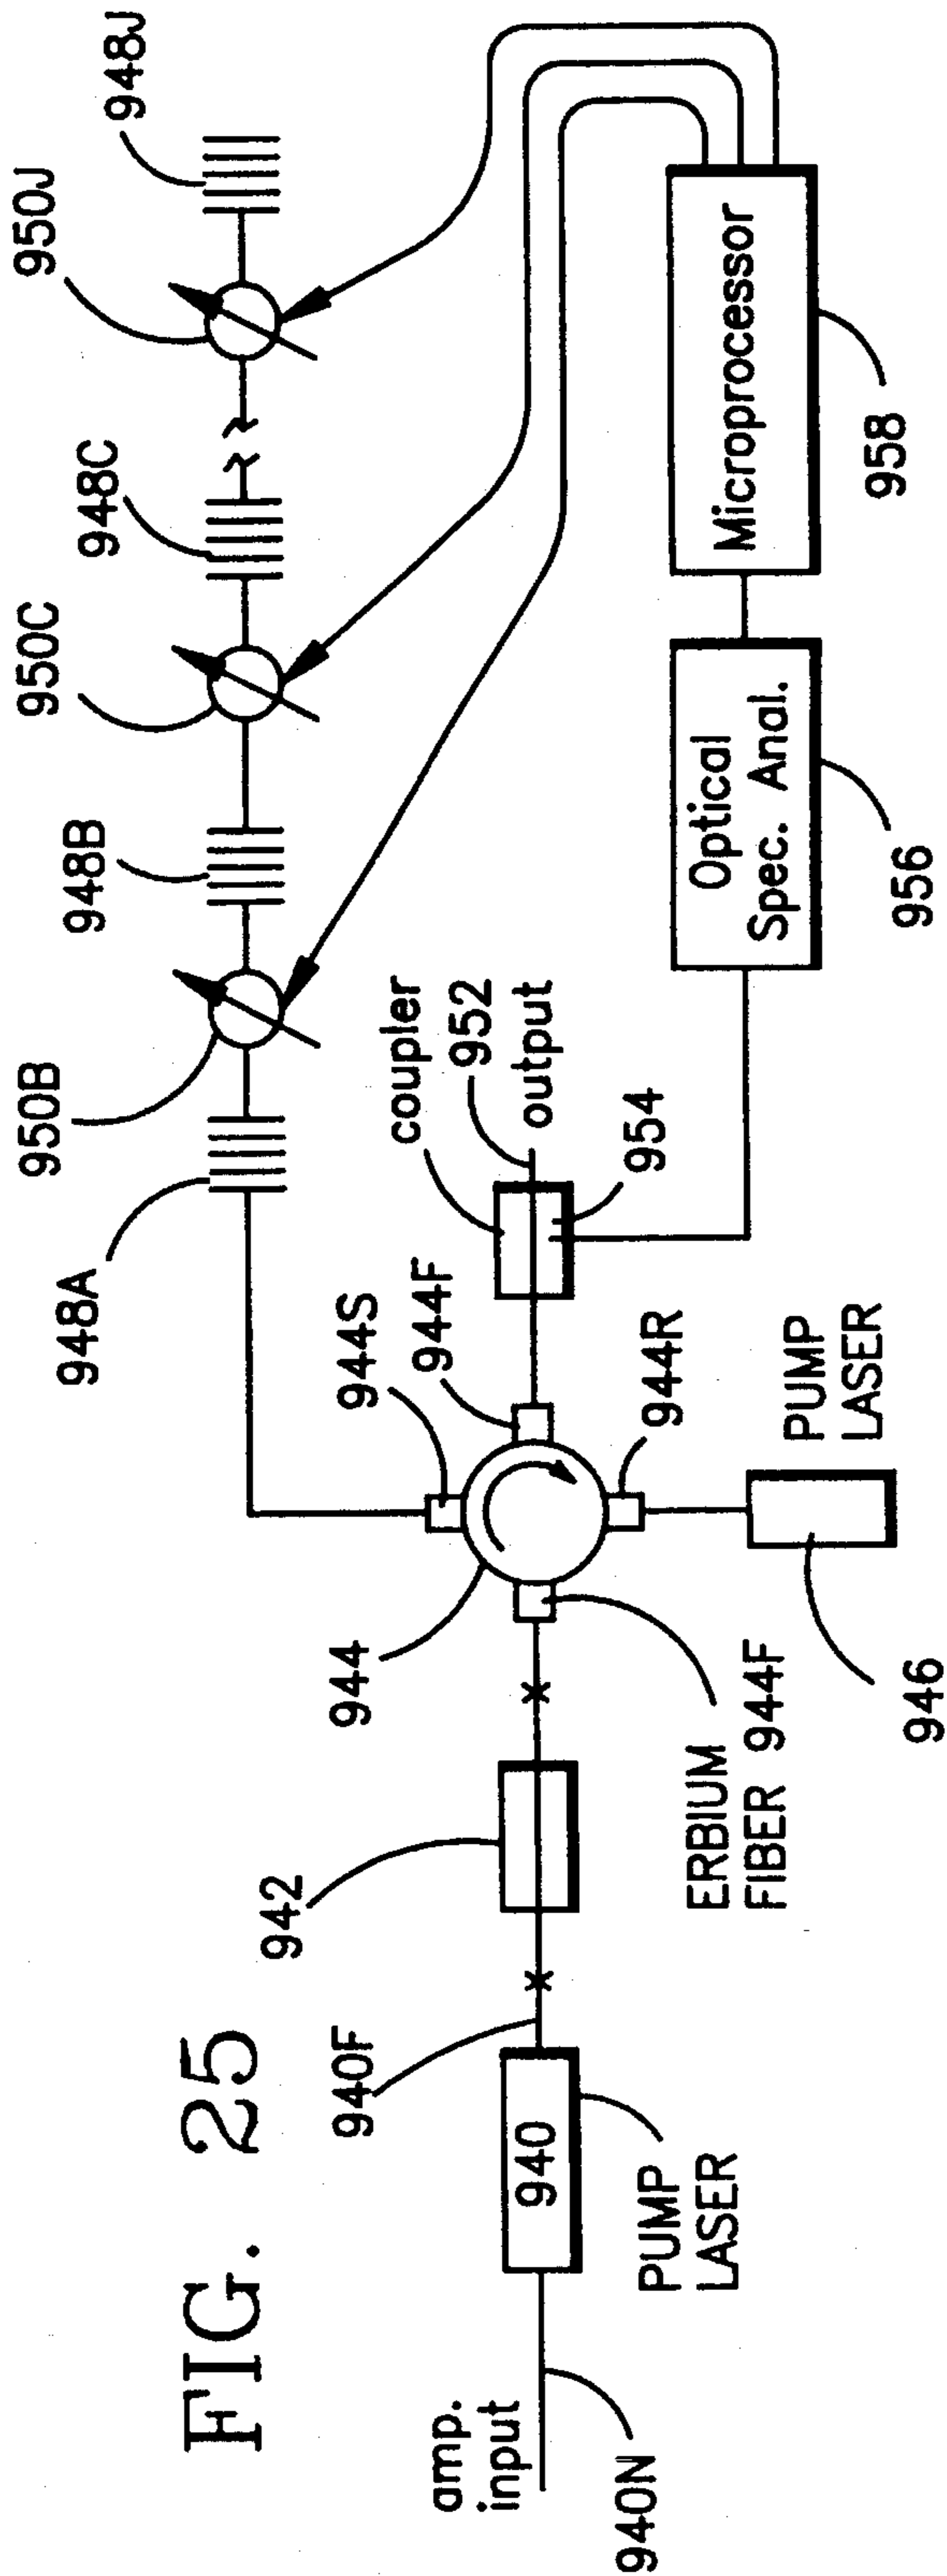 FIG. 25
948J
950J
948C
950C
948B
950B
948A
coupler
952
output
954
944S
944F
944R
944
942
940F
940
PUMP
LASER
amp.
input
940N
ERBIUM
FIBER 944F
PUMP
LASER
946
Optical
Spec. Anal.
956
Microprocessor
958